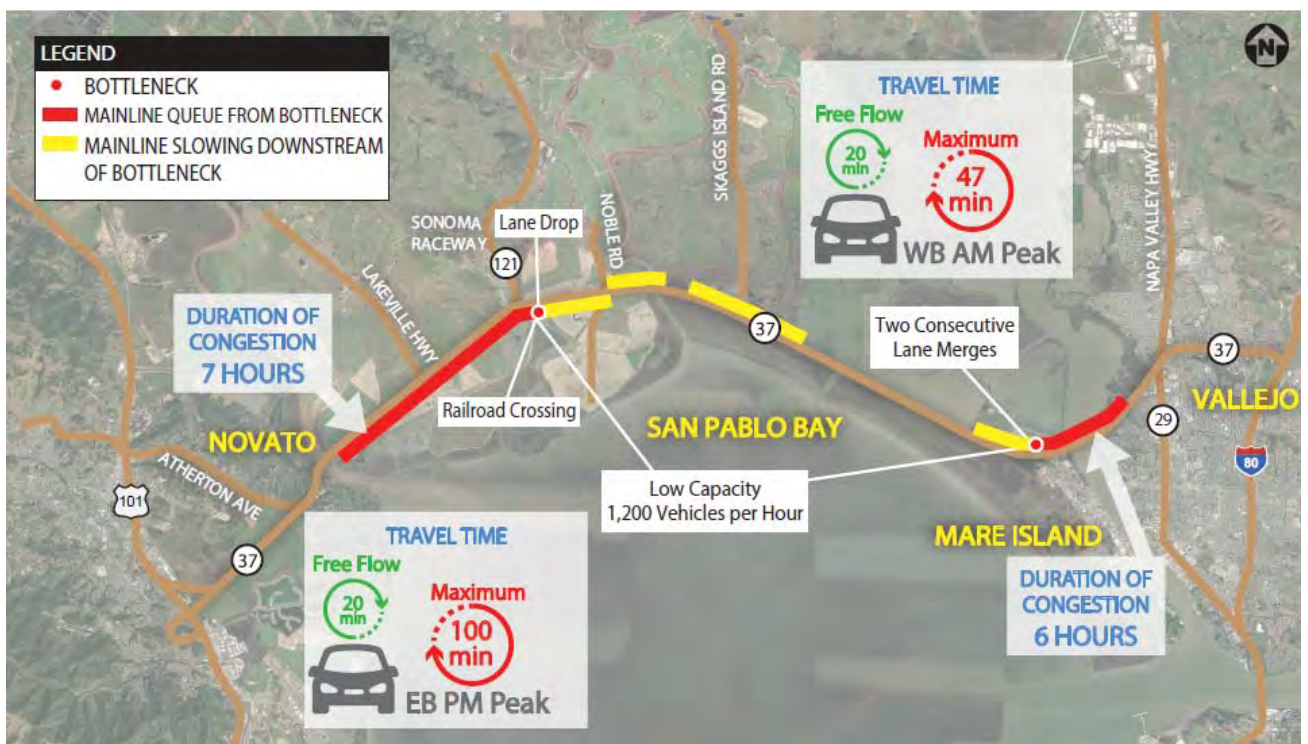 LEGEND
BOTTLENECK
MAINLINE QUEUE FROM BOTTLENECK
MAINLINE SLOWING DOWNSTREAM
OF BOTTLENECK
N
TRAVEL TIME
Free Flow
20
min
Maximum
47
min
WB AM Peak
SKAGGS ISLAND RD
NAPA VALLEY HWY
SONOMA
RACEWAY
121
Lane Drop
NOBLE RD
LAKEVILLE HWY
DURATION OF
CONGESTION
7 HOURS
Railroad Crossing
37
Two Consecutive
Lane Merges
37
VALLEJO
29
80
NOVATO
SAN PABLO BAY
ATHERTON AVE
101
Low Capacity
1,200 Vehicles per Hour
MARE ISLAND
37
TRAVEL TIME
Free Flow
20
min
Maximum
100
min
EB PM Peak
DURATION OF
CONGESTION
6 HOURS